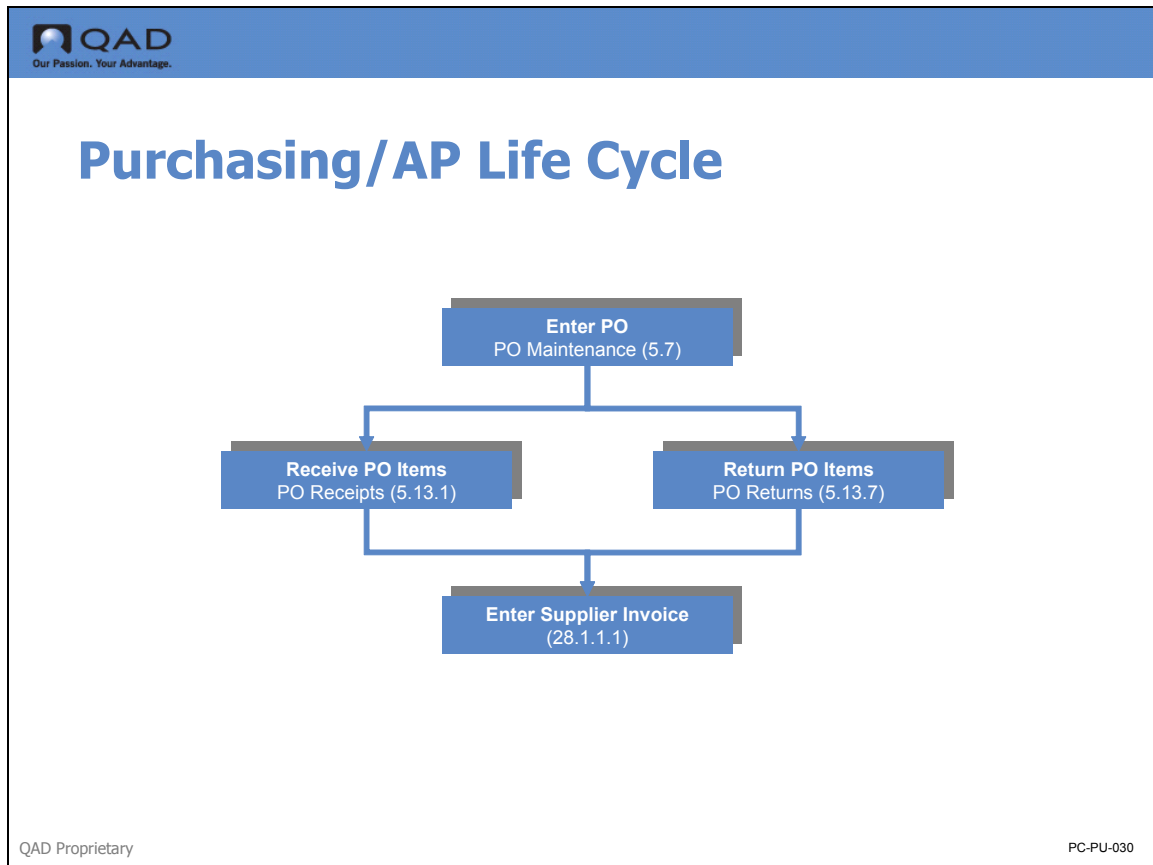 QAD
Our Passion. Your Advantage.
Purchasing/AP Life Cycle
Enter PO
PO Maintenance (5.7)
Receive PO Items
PO Receipts (5.13.1)
Return PO Items
PO Returns (5.13.7)
Enter Supplier Invoice
(28.1.1.1)
QAD Proprietary
PC-PU-030